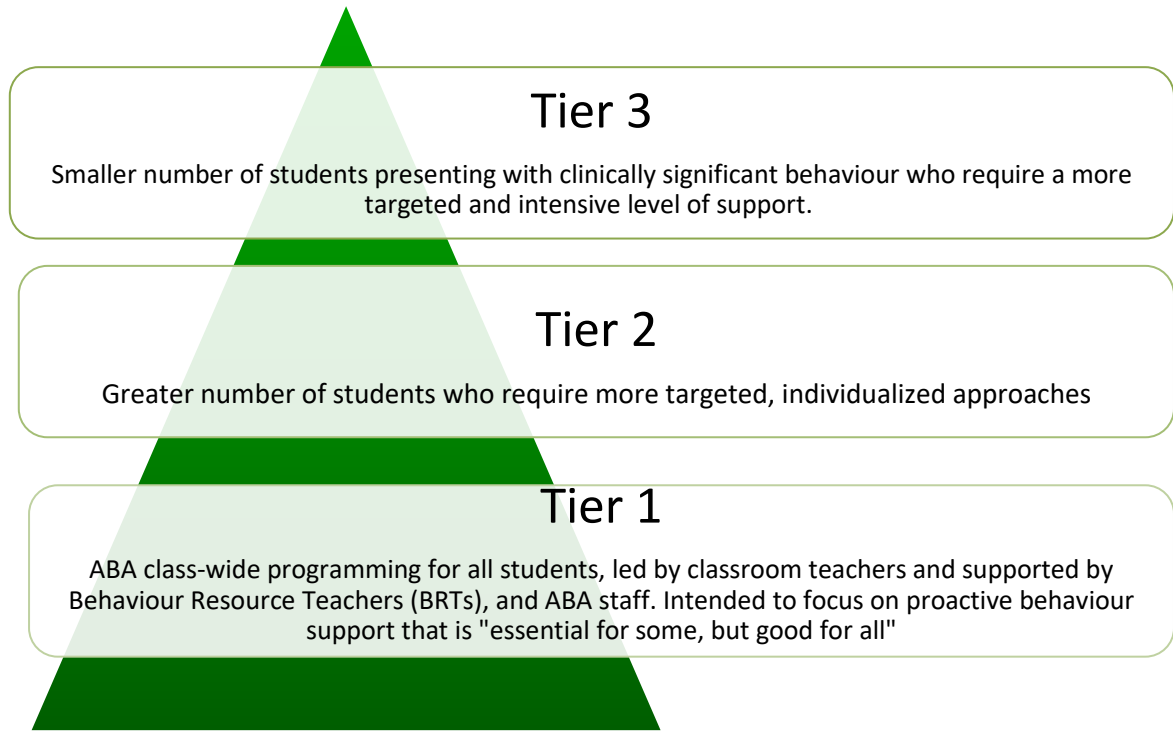 Tier 3
Smaller number of students presenting with clinically significant behaviour who require a more
targeted and intensive level of support.
Tier 2
Greater number of students who require more targeted, individualized approaches
Tier 1
ABA class-wide programming for all students, led by classroom teachers and supported by
Behaviour Resource Teachers (BRTs), and ABA staff. Intended to focus on proactive behaviour
support that is "essential for some, but good for all"